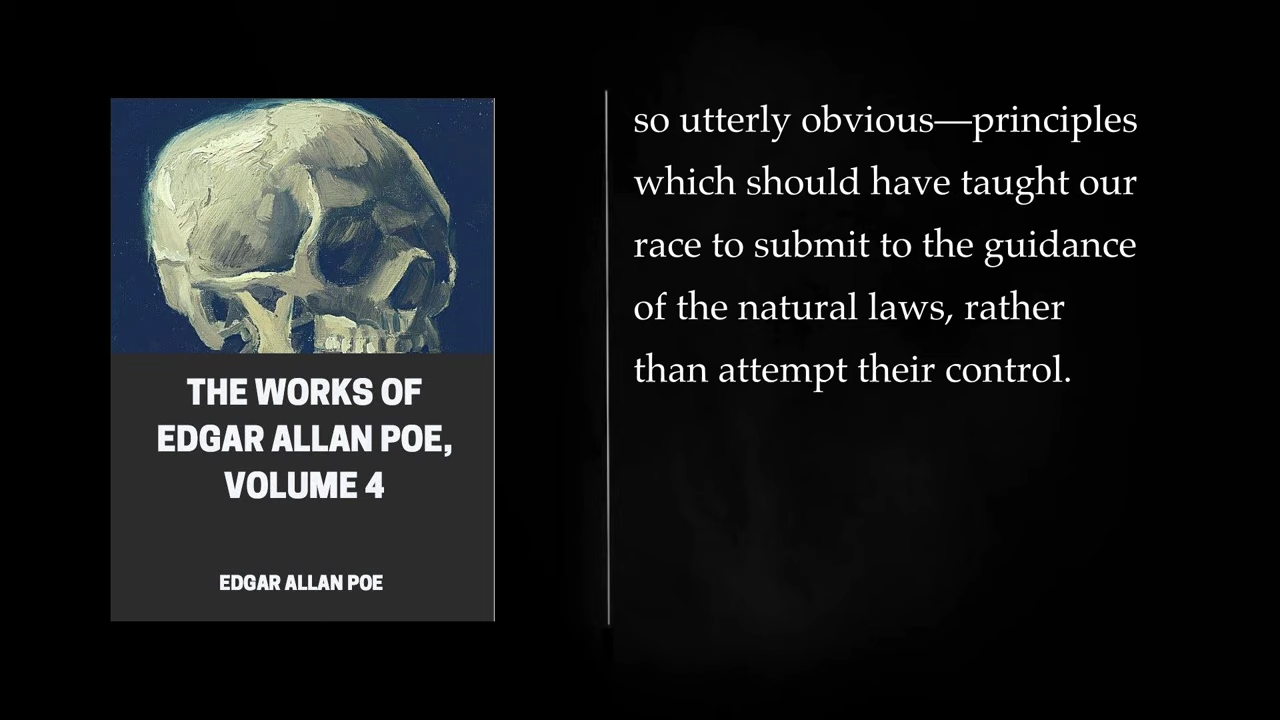 THE WORKS OF
EDGAR ALLAN POE,
VOLUME 4
EDGAR ALLAN POE
so utterly obvious—principles
which should have taught our
race to submit to the guidance
of the natural laws, rather
than attempt their control.